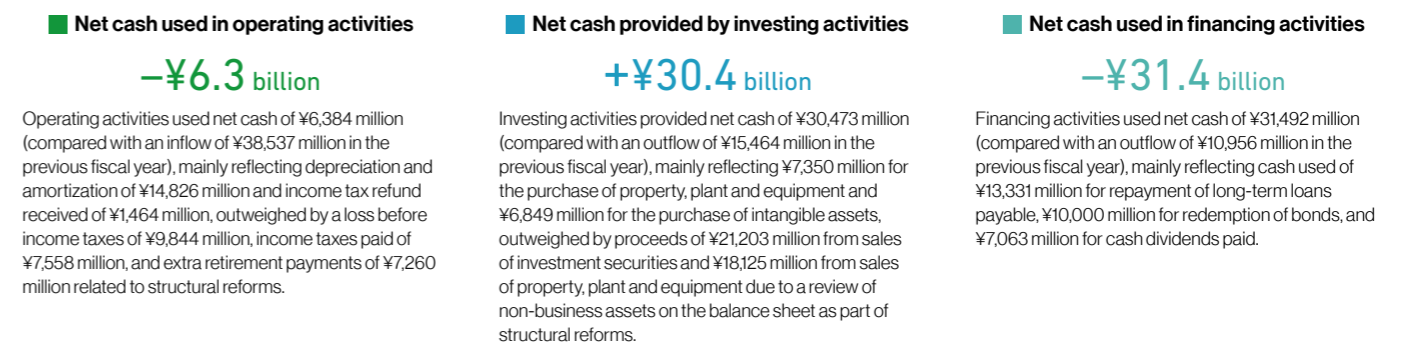 Net cash used in operating activities
–¥6.3 billion
Operating activities used net cash of ¥6,384 million
(compared with an inflow of ¥38,537 million in the
previous fiscal year), mainly reflecting depreciation and
amortization of ¥14,826 million and income tax refund
received of ¥1,464 million, outweighed by a loss before
income taxes of ¥9,844 million, income taxes paid of
¥7,558 million, and extra retirement payments of ¥7,260
million related to structural reforms.
Net cash provided by investing activities
+¥30.4 billion
Investing activities provided net cash of ¥30,473 million
(compared with an outflow of ¥15,464 million in the
previous fiscal year), mainly reflecting ¥7,350 million for
the purchase of property, plant and equipment and
¥6,849 million for the purchase of intangible assets,
outweighed by proceeds of ¥21,203 million from sales
of investment securities and ¥18,125 million from sales
of property, plant and equipment due to a review of
non-business assets on the balance sheet as part of
structural reforms.
Net cash used in financing activities
–¥31.4 billion
Financing activities used net cash of ¥31,492 million
(compared with an outflow of ¥10,956 million in the
previous fiscal year), mainly reflecting cash used of
¥13,331 million for repayment of long-term loans
payable, ¥10,000 million for redemption of bonds, and
¥7,063 million for cash dividends paid.